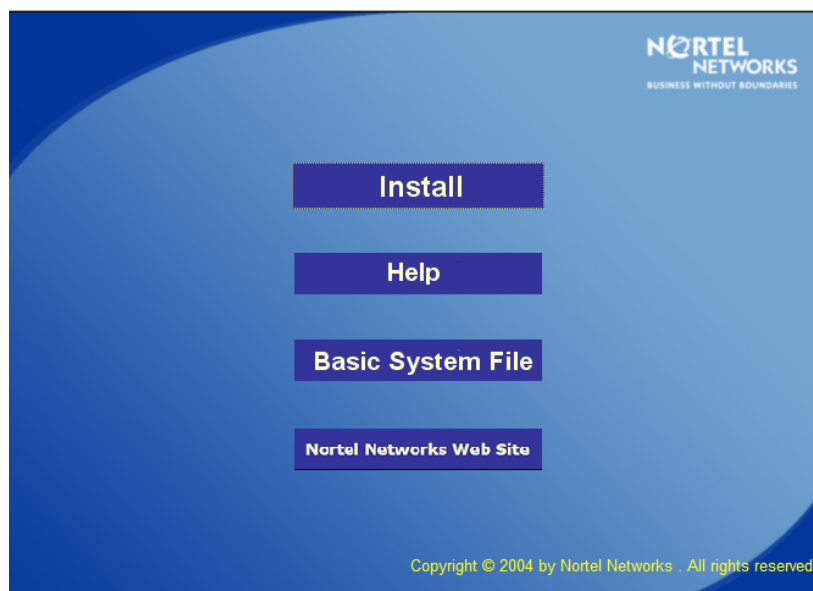 NORTEL
NETWORKS
BUSINESS WITHOUT BOUNDARIES
Install
Help
Basic System File
Nortel Networks Web Site
Copyright © 2004 by Nortel Networks . All rights reserved